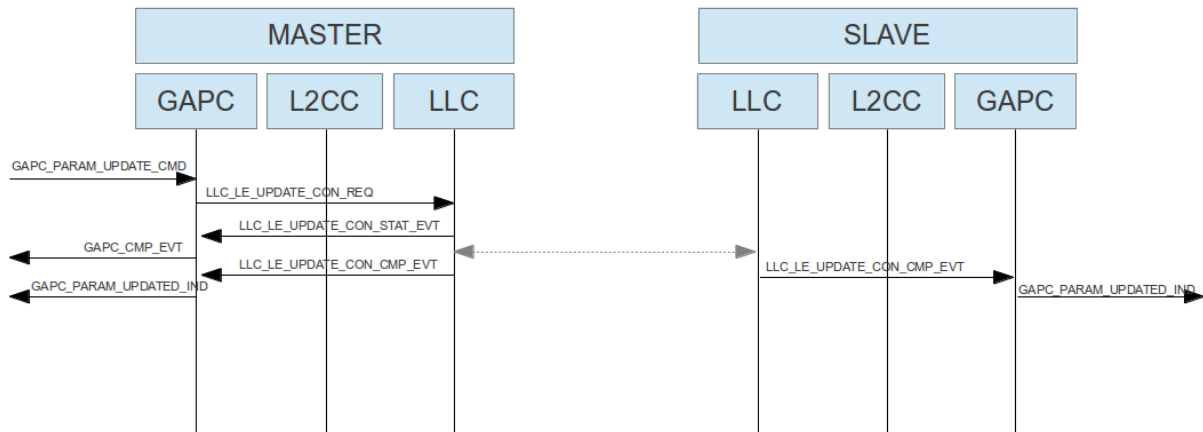 MASTER
SLAVE
GAPC
L2CC
LLC
LLC
L2CC
GAPC
GAPC_PARAM_UPDATE_CMD
LLC_LE_UPDATE_CON_REQ
LLC_LE_UPDATE_CON_STAT_EVT
GAPC_CMP_EVT
LLC_LE_UPDATE_CON_CMP_EVT
LLC_LE_UPDATE_CON_CMP_EVT
GAPC_PARAM_UPDATED_IND
GAPC_PARAM_UPDATED_IND